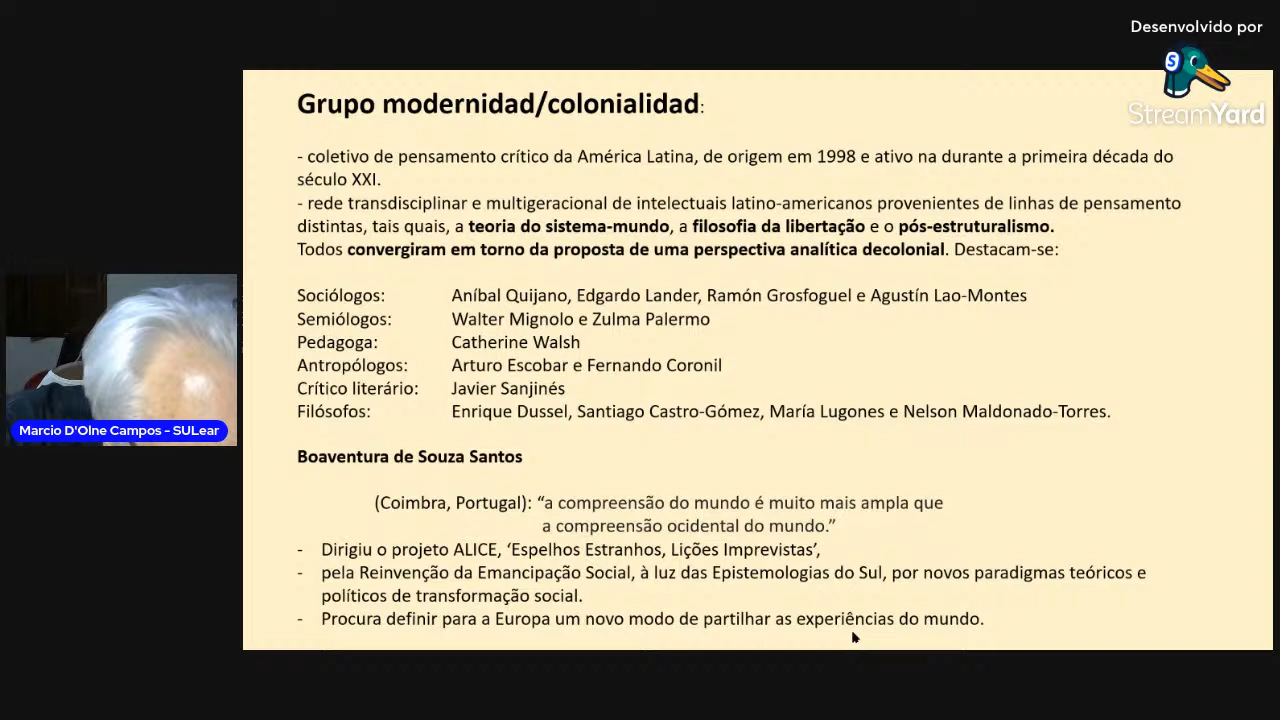 Desenvolvido por
StreamYard
Grupo modernidad/colonialidad:
- coletivo de pensamento crítico da América Latina, de origem em 1998 e ativo na durante a primeira década do
século XXI.
- rede transdisciplinar e multigeracional de intelectuais latino-americanos provenientes de linhas de pensamento
distintas, tais quais, a teoria do sistema-mundo, a filosofia da libertação e o pós-estruturalismo.
Todos convergiram em torno da proposta de uma perspectiva analítica decolonial. Destacam-se:
Sociólogos: Aníbal Quijano, Edgardo Lander, Ramón Grosfoguel e Agustín Lao-Montes
Semiólogos: Walter Mignolo e Zulma Palermo
Pedagoga: Catherine Walsh
Antropólogos: Arturo Escobar e Fernando Coronil
Crítico literário: Javier Sanjinés
Filósofos: Enrique Dussel, Santiago Castro-Gómez, María Lugones e Nelson Maldonado-Torres.
Marcio D'Olne Campos - SULear
Boaventura de Souza Santos
(Coimbra, Portugal): “a compreensão do mundo é muito mais ampla que
a compreensão ocidental do mundo.”
- Dirigiu o projeto ALICE, ‘Espelhos Estranhos, Lições Imprevistas’,
- pela Reinvenção da Emancipação Social, à luz das Epistemologias do Sul, por novos paradigmas teóricos e
políticos de transformação social.
- Procura definir para a Europa um novo modo de partilhar as experiências do mundo.